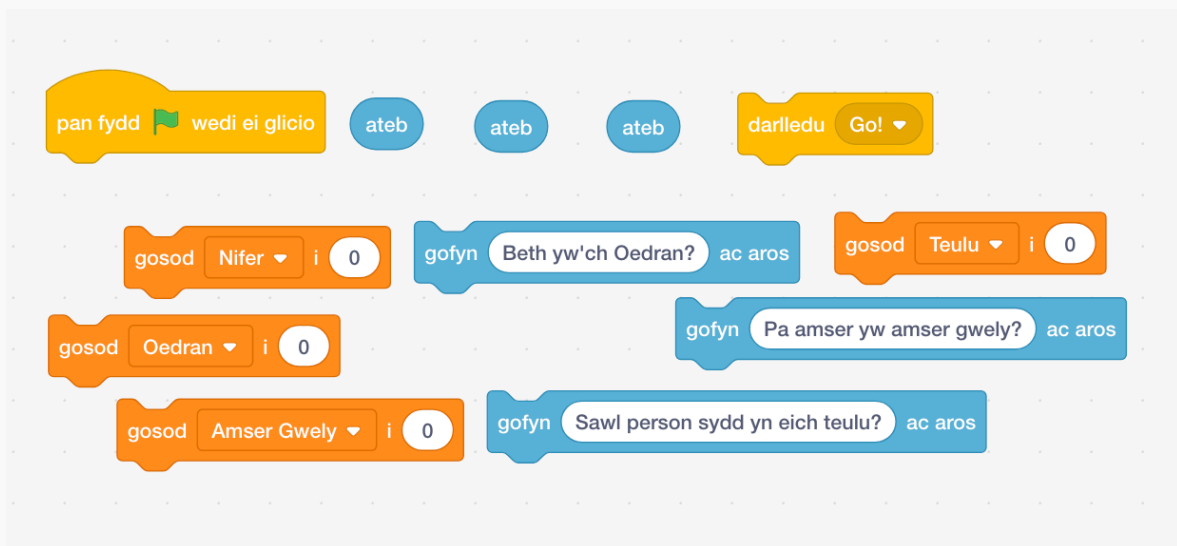 pan fydd wedi ei glicio
ateb
ateb
ateb
darlledu Go!
gosod Nifer i 0
gofyn Beth yw'ch Oedran? ac aros
gosod Teulu i 0
gosod Oedran i 0
gofyn Pa amser yw amser gwely? ac aros
gosod Amser Gwely i 0
gofyn Sawl person sydd yn eich teulu? ac aros